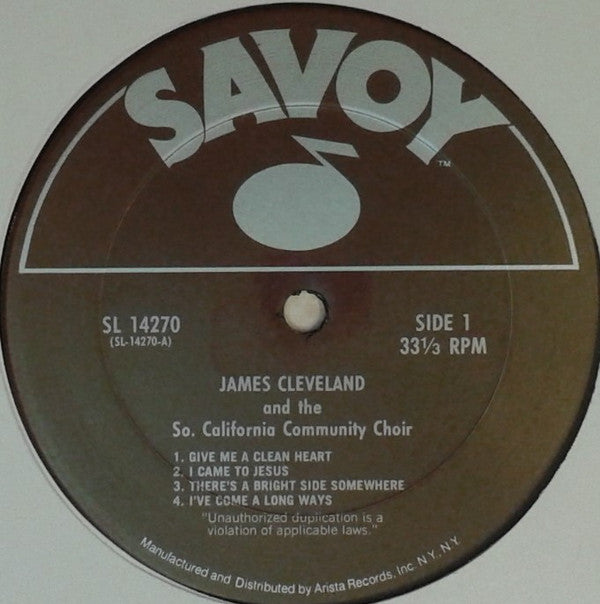 SAVOY
TM
SL 14270
(SL-14270-A)
SIDE 1
33⅓ RPM
JAMES CLEVELAND
and the
So. California Community Choir
1. GIVE ME A CLEAN HEART
2. I CAME TO JESUS
3. THERE'S A BRIGHT SIDE SOMEWHERE
4. I'VE COME A LONG WAYS
"Unauthorized duplication is a
violation of applicable laws."
Manufactured and Distributed by Arista Records, Inc. N.Y., N.Y.